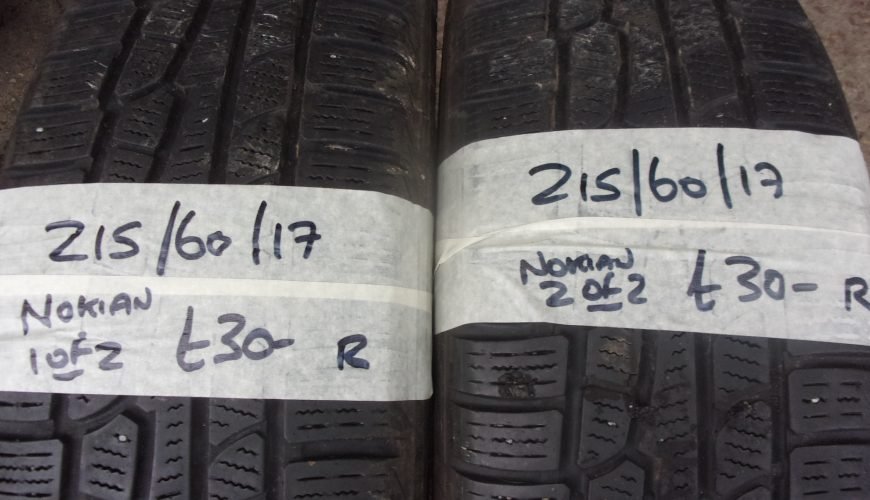 215/60/17
NOKIAN
1 of 2 £30- R
215/60/17
NOKIAN
2 of 2 £30- R